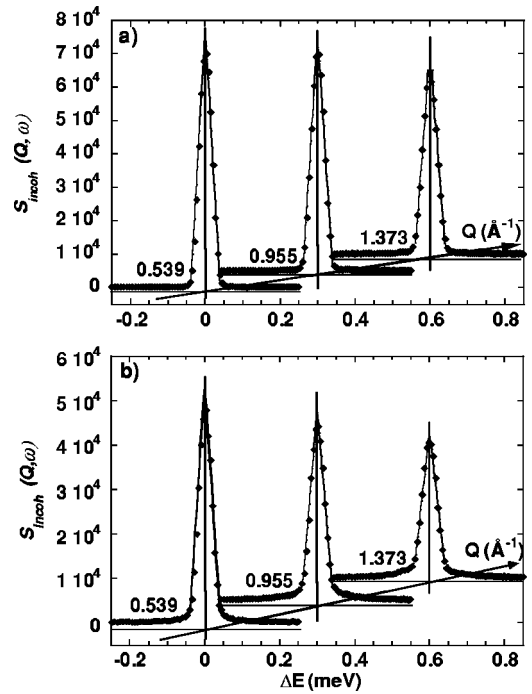 a)
S incoh (Q, ω)
8 10⁴
7 10⁴
6 10⁴
5 10⁴
4 10⁴
3 10⁴
2 10⁴
1 10⁴
0
0.539
0.955
1.373
Q (Å⁻¹)
-0.2 0 0.2 0.4 0.6 0.8
b)
S incoh (Q,ω)
6 10⁴
5 10⁴
4 10⁴
3 10⁴
2 10⁴
1 10⁴
0
0.539
0.955
1.373
Q (Å⁻¹)
-0.2 0 0.2 0.4 0.6 0.8
ΔE (meV)